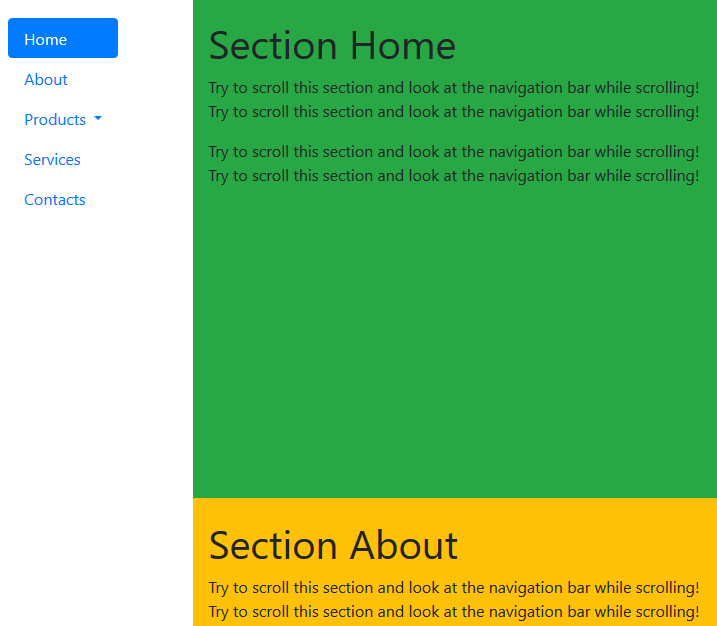 Home
About
Products
Services
Contacts
Section Home
Try to scroll this section and look at the navigation bar while scrolling!
Try to scroll this section and look at the navigation bar while scrolling!
Try to scroll this section and look at the navigation bar while scrolling!
Try to scroll this section and look at the navigation bar while scrolling!
Section About
Try to scroll this section and look at the navigation bar while scrolling!
Try to scroll this section and look at the navigation bar while scrolling!